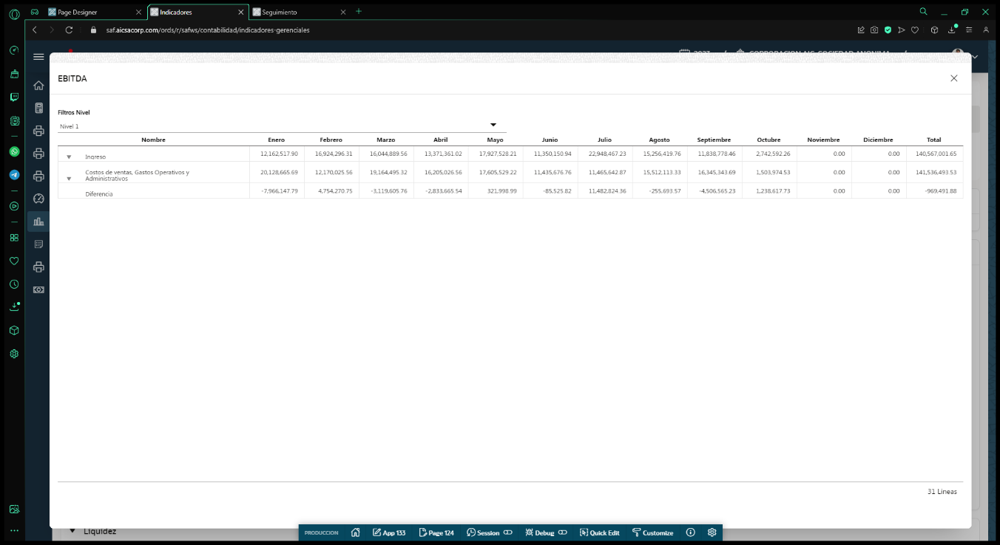 Page Designer
Indicadores
Seguimiento
saf.aicsacorp.com/ords/r/safws/contabilidad/indicadores-gerenciales
2023
CORPORACION AIC, SOCIEDAD ANONIMA
EBITDA
Filtros Nivel
Nivel 1
Nombre Enero Febrero Marzo Abril Mayo Junio Julio Agosto Septiembre Octubre Noviembre Diciembre Total
Ingreso 12,162,517.90 16,924,296.31 16,044,889.56 13,371,361.02 17,927,528.21 11,350,150.94 22,948,467.23 15,256,419.76 11,838,778.46 2,742,592.26 0.00 0.00 140,567,001.65
Costos de ventas, Gastos Operativos y
Administrativos 20,128,665.69 12,170,025.56 19,164,495.32 16,205,026.56 17,605,529.22 11,435,676.76 11,465,642.87 15,512,113.33 16,345,343.69 1,503,974.53 0.00 0.00 141,536,493.53
Diferencia -7,966,147.79 4,754,270.75 -3,119,605.76 -2,833,665.54 321,998.99 -85,525.82 11,482,824.36 -255,693.57 -4,506,565.23 1,238,617.73 0.00 0.00 -969,491.88
31 Lineas
Liquidez
PRODUCCION App 133 Page 124 Session Debug Quick Edit Customize